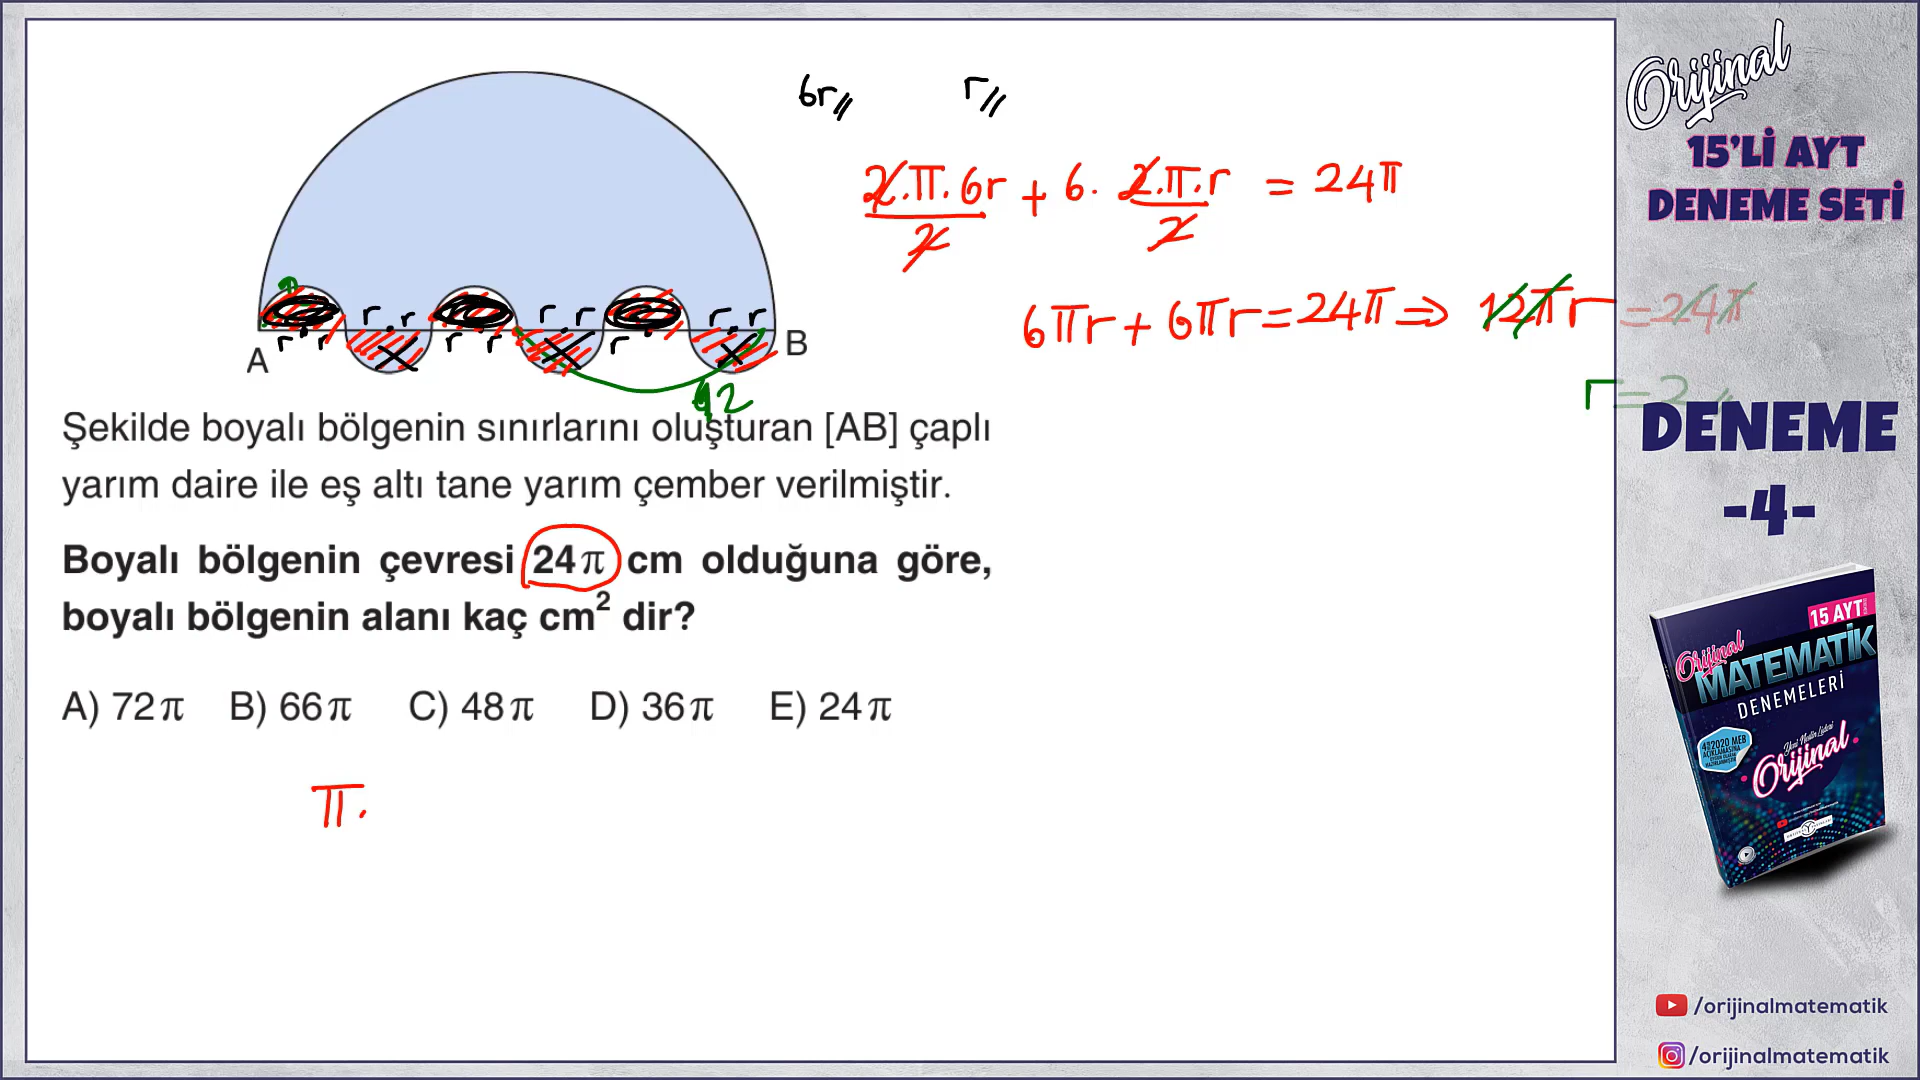 6r//
r//
2.π.6r/2 + 6. 2.π.r/2 = 24π
6πr + 6πr = 24π ⇒ 12πr = 24π
r = 2 //
r . r
r . r
r . r
A
r r
r r
r
B
12
Şekilde boyalı bölgenin sınırlarını oluşturan [AB] çaplı
yarım daire ile eş altı tane yarım çember verilmiştir.
Boyalı bölgenin çevresi 24π cm olduğuna göre,
boyalı bölgenin alanı kaç cm² dir?
A) 72π B) 66π C) 48π D) 36π E) 24π
π.
Orijinal
15'Lİ AYT
DENEME SETİ
DENEME
-4-
15 AYT
Orijinal
MATEMATİK
DENEMELERİ
Orijinal
/orijinalmatematik
/orijinalmatematik